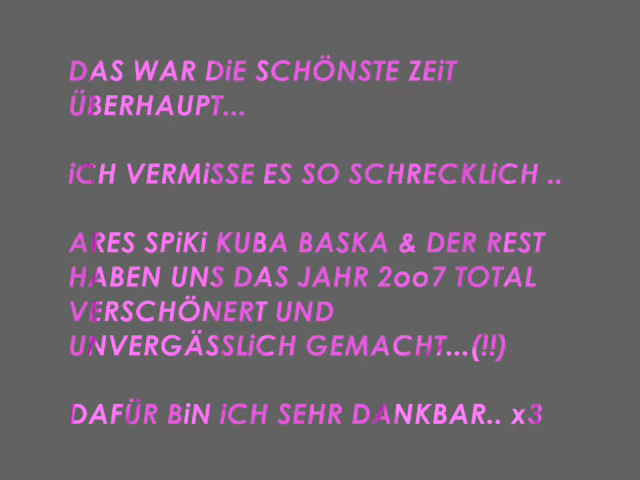 DAS WAR DiE SCHÖNSTE ZEiT
ÜBERHAUPT...
iCH VERMiSSE ES SO SCHRECKLiCH ..
ARES SPiKi KUBA BASKA & DER REST
HABEN UNS DAS JAHR 2oo7 TOTAL
VERSCHÖNERT UND
UNVERGÄSSLiCH GEMACHT...(!!)
DAFÜR BiN iCH SEHR DANKBAR.. x3